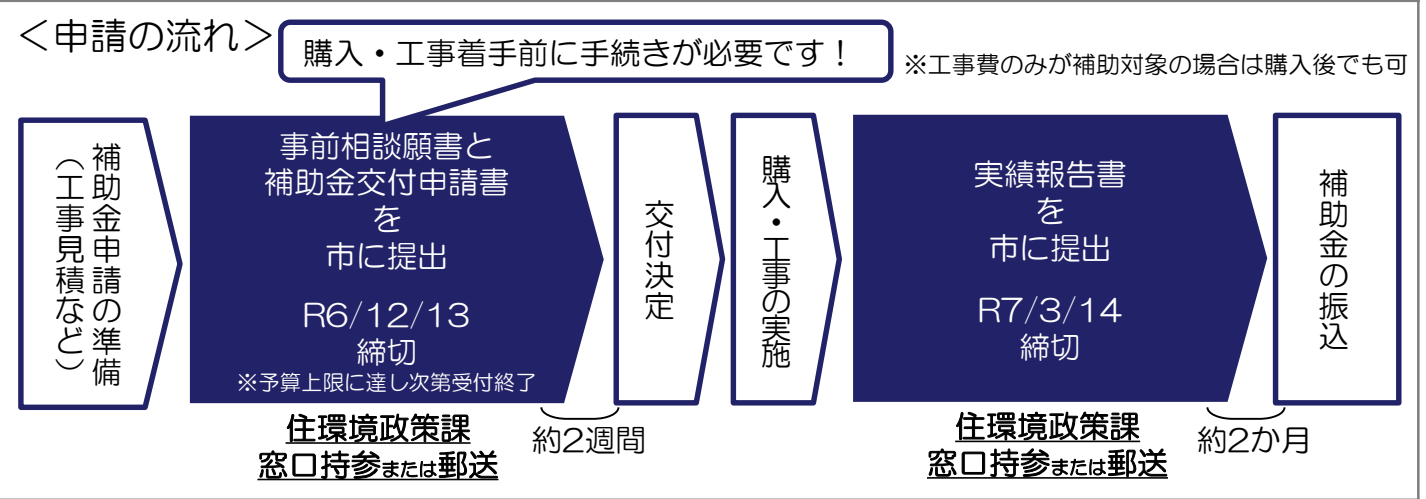 ＜申請の流れ＞
購入・工事着手前に手続きが必要です！
※工事費のみが補助対象の場合は購入後でも可
補助金申請の準備
（工事見積など）
事前相談願書と
補助金交付申請書
を
市に提出
R6/12/13
締切
※予算上限に達し次第受付終了
住環境政策課
窓口持参または郵送
約2週間
交付決定
購入・工事の実施
実績報告書
を
市に提出
R7/3/14
締切
住環境政策課
窓口持参または郵送
約2か月
補助金の振込